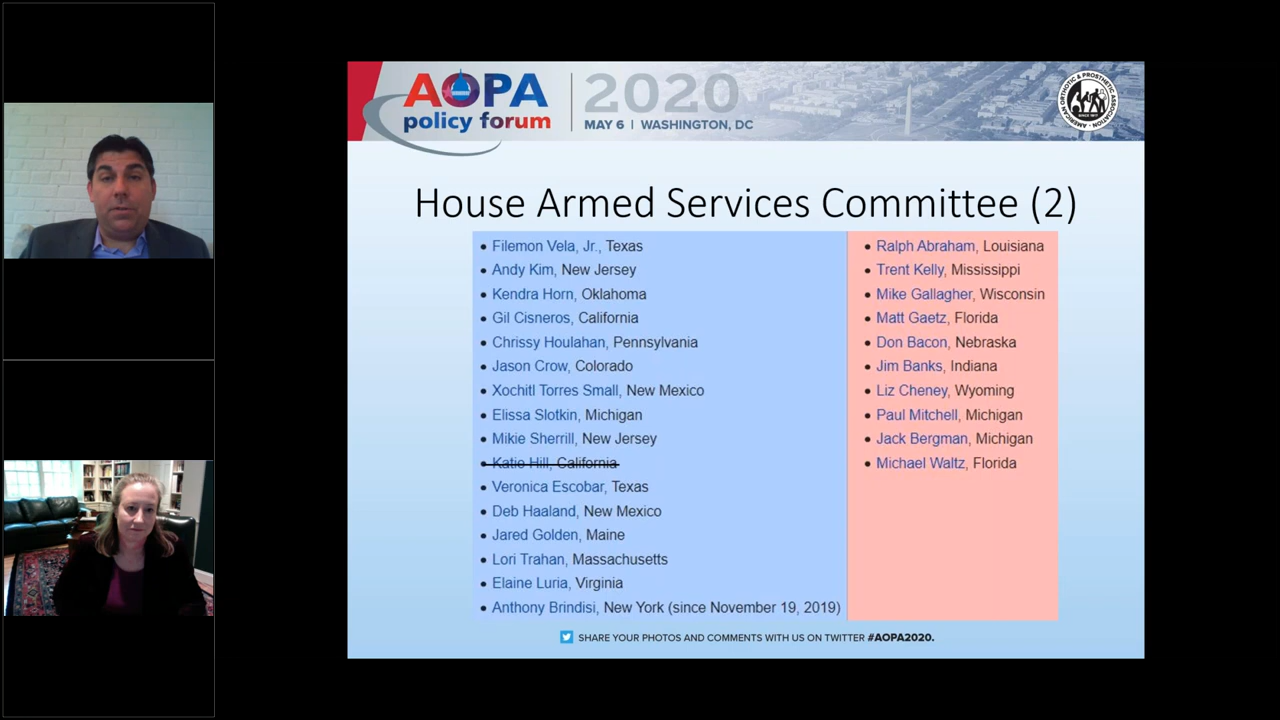 AOPA
policy forum
2020
MAY 6 | WASHINGTON, DC
AMERICAN ORTHOTIC & PROSTHETIC ASSOCIATION
House Armed Services Committee (2)
• Filemon Vela, Jr., Texas
• Andy Kim, New Jersey
• Kendra Horn, Oklahoma
• Gil Cisneros, California
• Chrissy Houlahan, Pennsylvania
• Jason Crow, Colorado
• Xochitl Torres Small, New Mexico
• Elissa Slotkin, Michigan
• Mikie Sherrill, New Jersey
• Katie Hill, California
• Veronica Escobar, Texas
• Deb Haaland, New Mexico
• Jared Golden, Maine
• Lori Trahan, Massachusetts
• Elaine Luria, Virginia
• Anthony Brindisi, New York (since November 19, 2019)
• Ralph Abraham, Louisiana
• Trent Kelly, Mississippi
• Mike Gallagher, Wisconsin
• Matt Gaetz, Florida
• Don Bacon, Nebraska
• Jim Banks, Indiana
• Liz Cheney, Wyoming
• Paul Mitchell, Michigan
• Jack Bergman, Michigan
• Michael Waltz, Florida
SHARE YOUR PHOTOS AND COMMENTS WITH US ON TWITTER #AOPA2020.